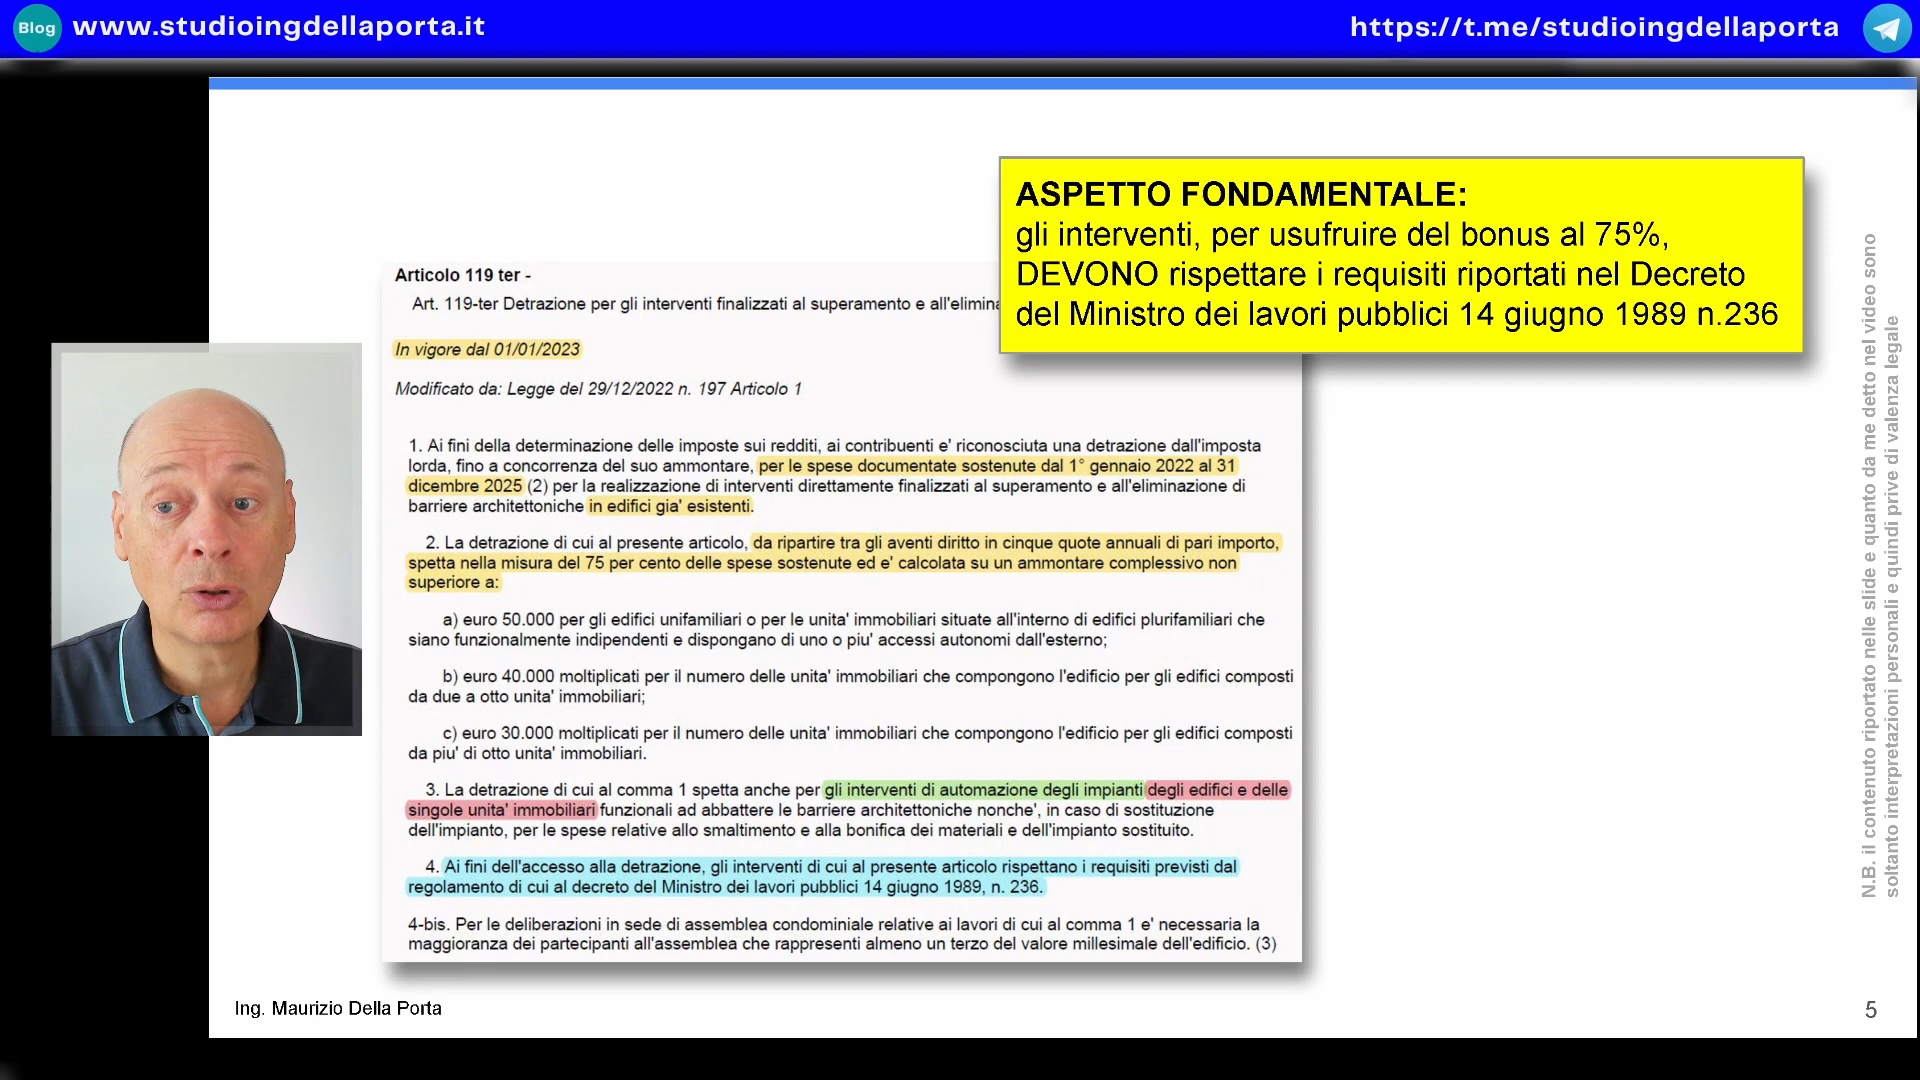 Blog www.studioingdellaporta.it
https://t.me/studioingdellaporta
ASPETTO FONDAMENTALE:
gli interventi, per usufruire del bonus al 75%,
DEVONO rispettare i requisiti riportati nel Decreto
del Ministro dei lavori pubblici 14 giugno 1989 n.236
Articolo 119 ter -
Art. 119-ter Detrazione per gli interventi finalizzati al superamento e all'elimina
In vigore dal 01/01/2023
Modificato da: Legge del 29/12/2022 n. 197 Articolo 1
1. Ai fini della determinazione delle imposte sui redditi, ai contribuenti e' riconosciuta una detrazione dall'imposta
lorda, fino a concorrenza del suo ammontare, per le spese documentate sostenute dal 1° gennaio 2022 al 31
dicembre 2025 (2) per la realizzazione di interventi direttamente finalizzati al superamento e all'eliminazione di
barriere architettoniche in edifici gia' esistenti.
2. La detrazione di cui al presente articolo, da ripartire tra gli aventi diritto in cinque quote annuali di pari importo,
spetta nella misura del 75 per cento delle spese sostenute ed e' calcolata su un ammontare complessivo non
superiore a:
a) euro 50.000 per gli edifici unifamiliari o per le unita' immobiliari situate all'interno di edifici plurifamiliari che
siano funzionalmente indipendenti e dispongano di uno o piu' accessi autonomi dall'esterno;
b) euro 40.000 moltiplicati per il numero delle unita' immobiliari che compongono l'edificio per gli edifici composti
da due a otto unita' immobiliari;
c) euro 30.000 moltiplicati per il numero delle unita' immobiliari che compongono l'edificio per gli edifici composti
da piu' di otto unita' immobiliari.
3. La detrazione di cui al comma 1 spetta anche per gli interventi di automazione degli impianti degli edifici e delle
singole unita' immobiliari funzionali ad abbattere le barriere architettoniche nonche', in caso di sostituzione
dell'impianto, per le spese relative allo smaltimento e alla bonifica dei materiali e dell'impianto sostituito.
4. Ai fini dell'accesso alla detrazione, gli interventi di cui al presente articolo rispettano i requisiti previsti dal
regolamento di cui al decreto del Ministro dei lavori pubblici 14 giugno 1989, n. 236.
4-bis. Per le deliberazioni in sede di assemblea condominiale relative ai lavori di cui al comma 1 e' necessaria la
maggioranza dei partecipanti all'assemblea che rappresenti almeno un terzo del valore millesimale dell'edificio. (3)
Ing. Maurizio Della Porta
5
N.B. il contenuto riportato nelle slide e quanto da me detto nel video sono
soltanto interpretazioni personali e quindi prive di valenza legale